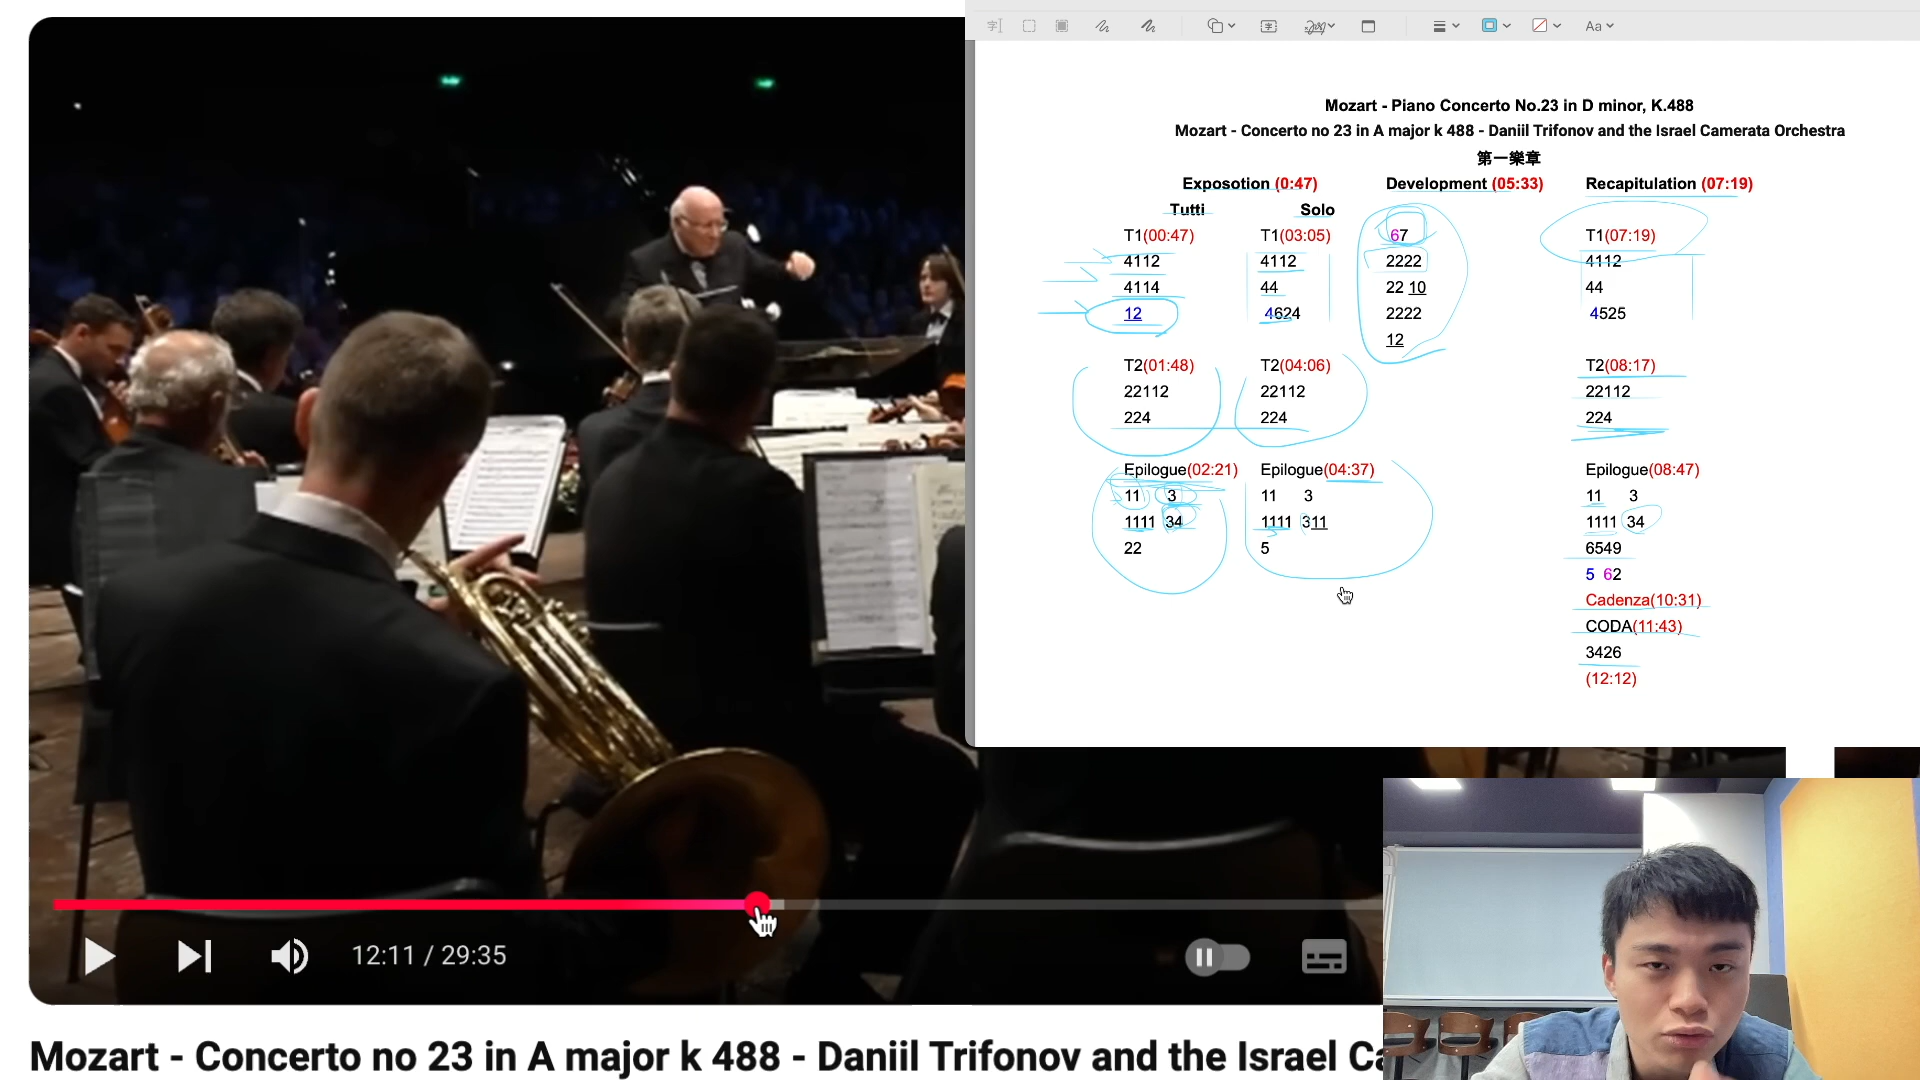 Mozart - Piano Concerto No.23 in D minor, K.488
Mozart - Concerto no 23 in A major k 488 - Daniil Trifonov and the Israel Camerata Orchestra
第一樂章
Exposotion (0:47)
Tutti
T1(00:47)
4112
4114
12
T2(01:48)
22112
224
Epilogue(02:21)
11 3
1111 34
22
Solo
T1(03:05)
4112
44
4624
T2(04:06)
22112
224
Epilogue(04:37)
11 3
1111 311
5
Development (05:33)
67
2222
22 10
2222
12
Recapitulation (07:19)
T1(07:19)
4112
44
4525
T2(08:17)
22112
224
Epilogue(08:47)
11 3
1111 34
6549
5 62
Cadenza(10:31)
CODA(11:43)
3426
(12:12)
Aa
12:11 / 29:35
Mozart - Concerto no 23 in A major k 488 - Daniil Trifonov and the Israel Ca